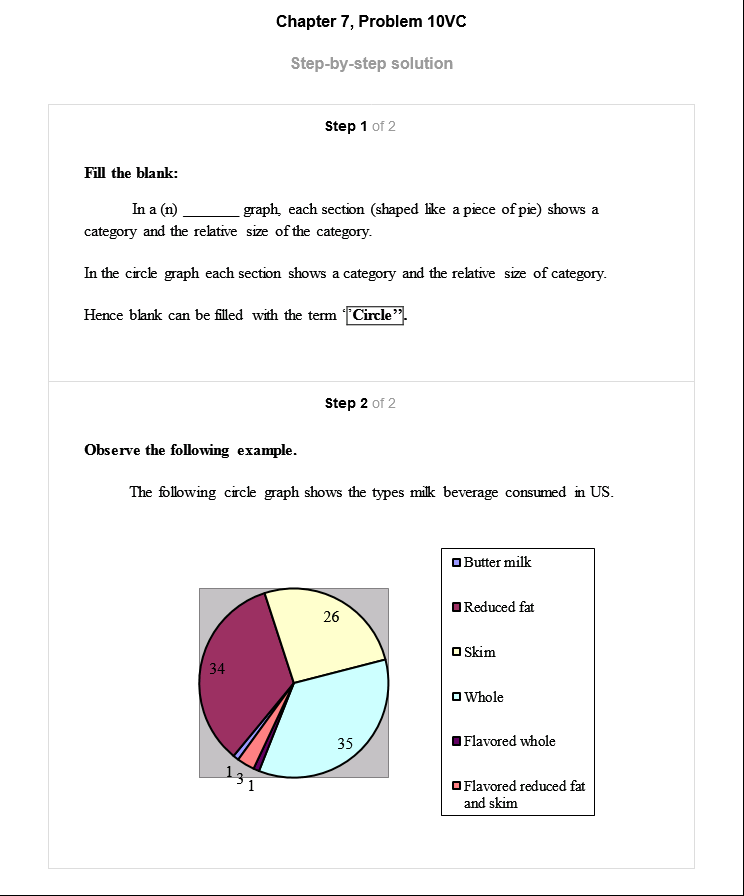 Chapter 7, Problem 10VC
Step-by-step solution
Step 1 of 2
Fill the blank:
In a (n) _______ graph, each section (shaped like a piece of pie) shows a
category and the relative size of the category.
In the circle graph each section shows a category and the relative size of category.
Hence blank can be filled with the term “Circle”.
Step 2 of 2
Observe the following example.
The following circle graph shows the types milk beverage consumed in US.
Butter milk
Reduced fat
Skim
Whole
Flavored whole
Flavored reduced fat
and skim
26
34
35
1
3
1